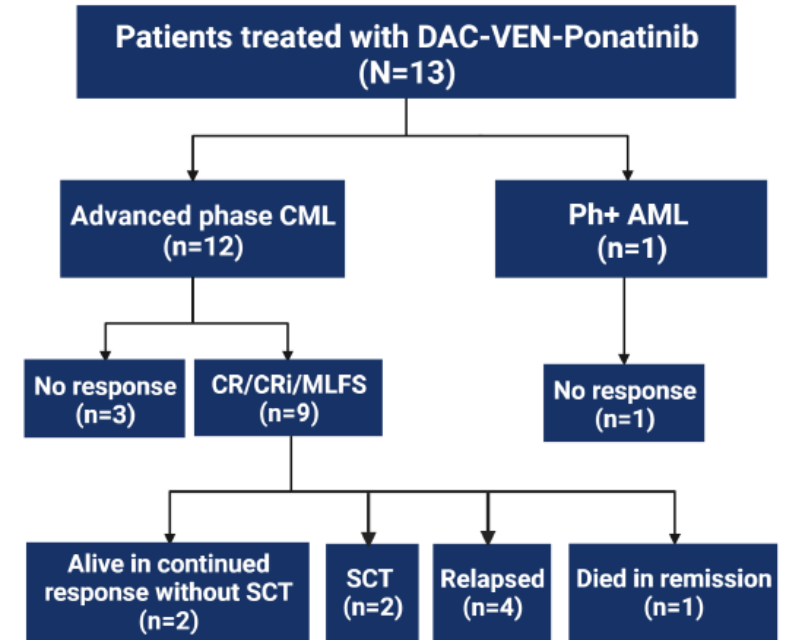 Patients treated with DAC-VEN-Ponatinib
(N=13)
Advanced phase CML
(n=12)
Ph+ AML
(n=1)
No response
(n=3)
CR/CRi/MLFS
(n=9)
No response
(n=1)
Alive in continued
response without SCT
(n=2)
SCT
(n=2)
Relapsed
(n=4)
Died in remission
(n=1)